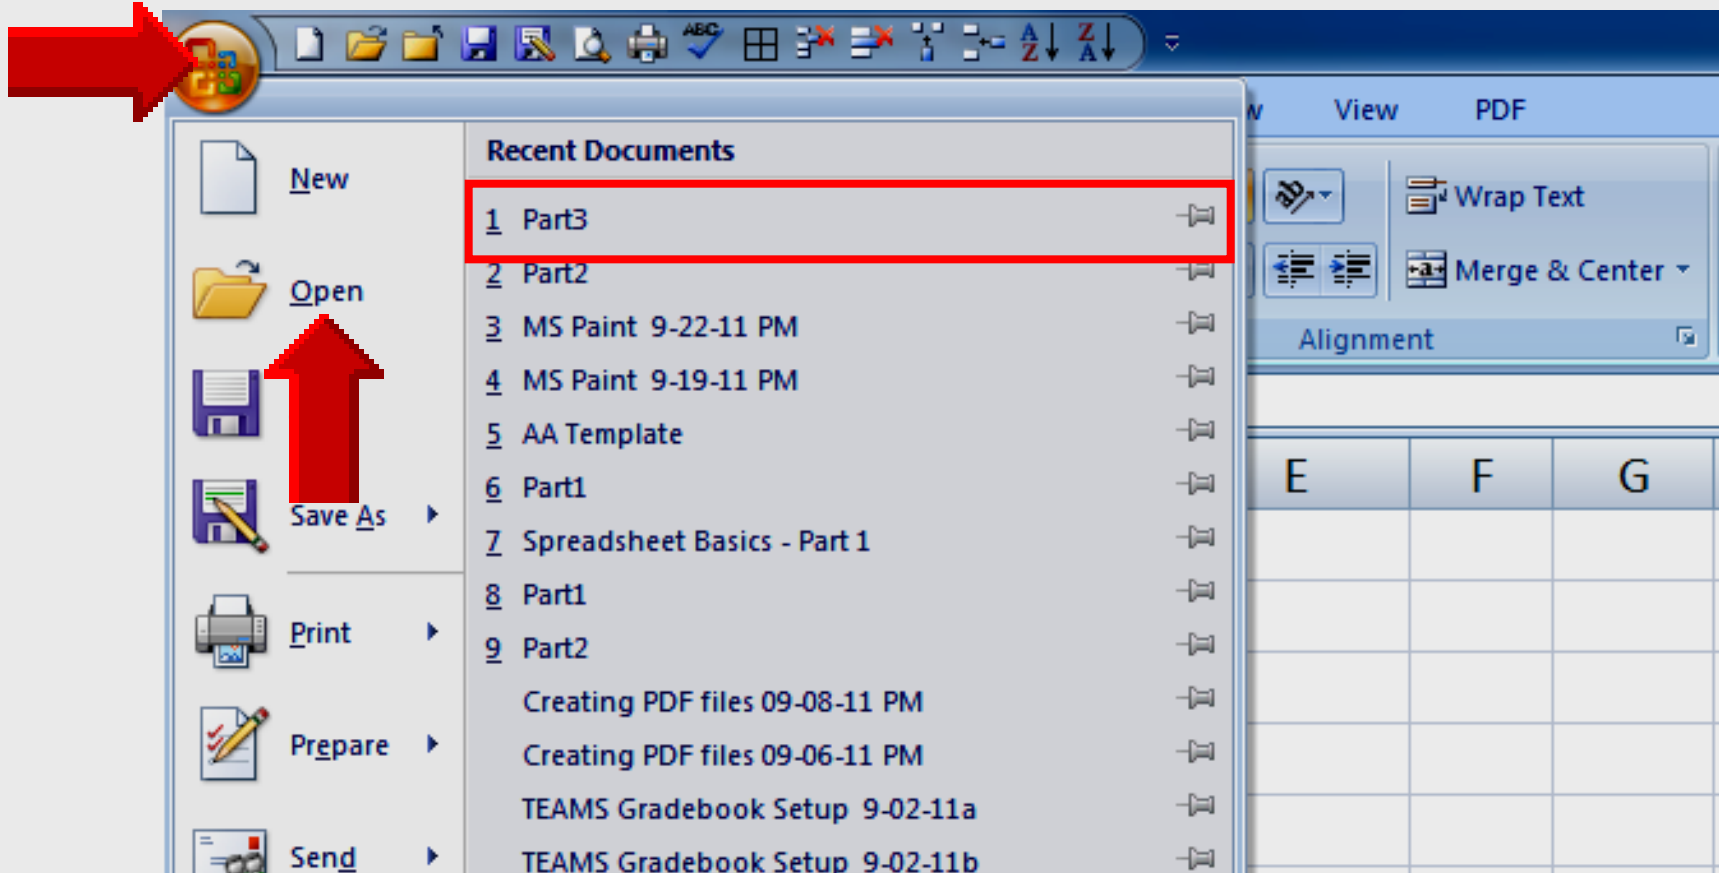 ABC
A
Z
Z
A
w
View
PDF
New
Open
Save As
Print
Prepare
Send
Recent Documents
1 Part3
2 Part2
3 MS Paint 9-22-11 PM
4 MS Paint 9-19-11 PM
5 AA Template
6 Part1
7 Spreadsheet Basics - Part 1
8 Part1
9 Part2
Creating PDF files 09-08-11 PM
Creating PDF files 09-06-11 PM
TEAMS Gradebook Setup 9-02-11a
TEAMS Gradebook Setup 9-02-11b
ab
Wrap Text
a
Merge & Center
Alignment
E
F
G